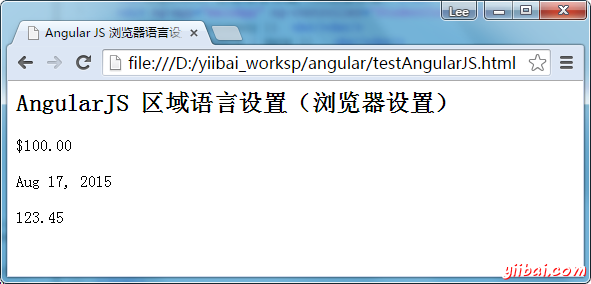 Lee
Angular JS 浏览器语言设
file:///D:/yiibai_worksp/angular/testAngularJS.html
AngularJS 区域语言设置（浏览器设置）
$100.00
Aug 17, 2015
123.45
yiibai.com